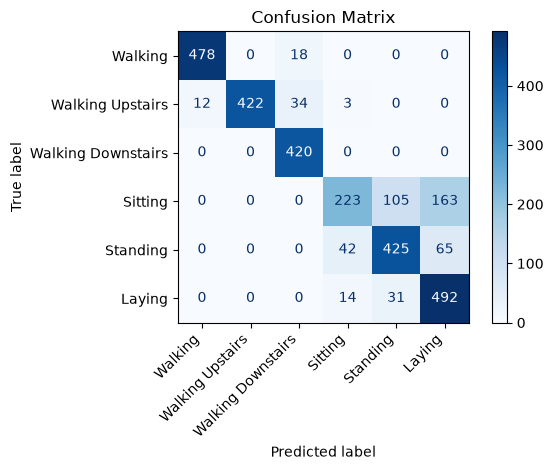 Confusion Matrix
Walking 478 0 18 0 0 0
Walking Upstairs 12 422 34 3 0 0
Walking Downstairs 0 0 420 0 0 0
Sitting 0 0 0 223 105 163
Standing 0 0 0 42 425 65
Laying 0 0 0 14 31 492
True label
Walking
Walking Upstairs
Walking Downstairs
Sitting
Standing
Laying
Predicted label
400
300
200
100
0